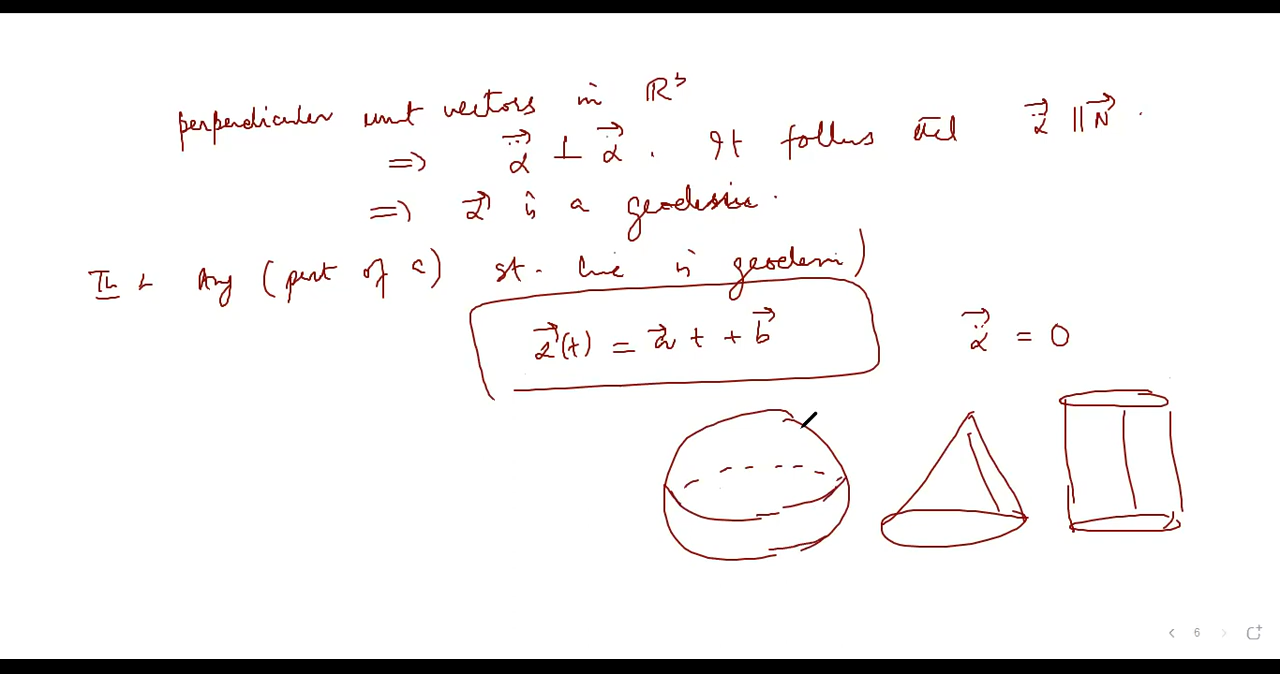 perpendicular unit vectors in ℝ³
⇒ α̈⃗ ⊥ α̇⃗ . It follows that α̈⃗ ∥ N⃗ .
⇒ α⃗ is a geodesic .
Th :- Any (part of a) st. line is geodesic )
α⃗(t) = a⃗ t + b⃗
α̈⃗ = 0
6